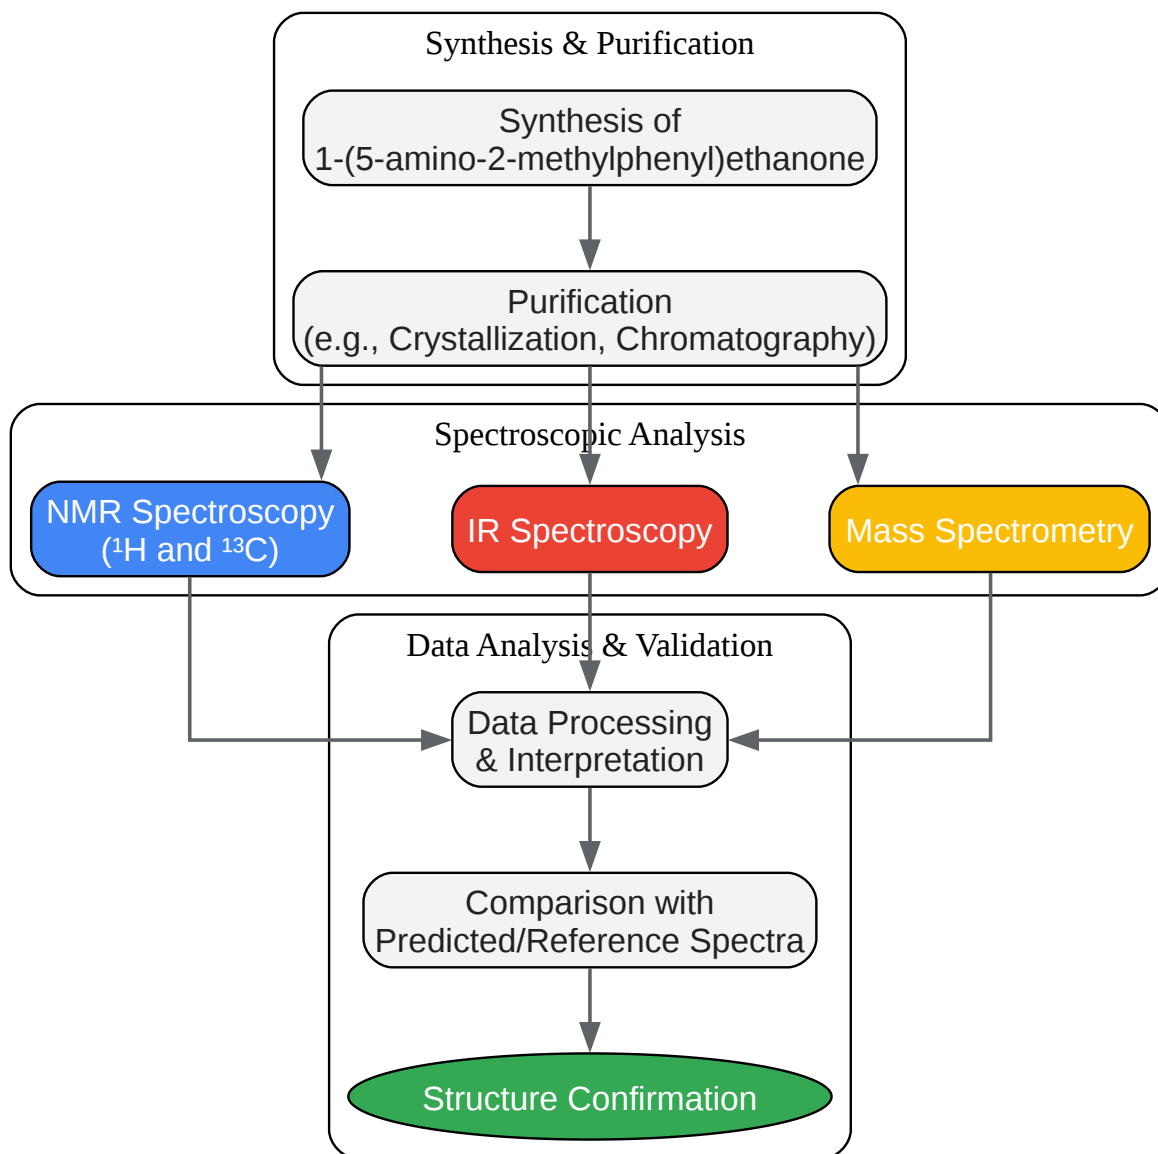 Synthesis & Purification
Synthesis of
1-(5-amino-2-methylphenyl)ethanone
Purification
(e.g., Crystallization, Chromatography)
Spectroscopic Analysis
NMR Spectroscopy
(¹H and ¹³C)
IR Spectroscopy
Mass Spectrometry
Data Analysis & Validation
Data Processing
& Interpretation
Comparison with
Predicted/Reference Spectra
Structure Confirmation